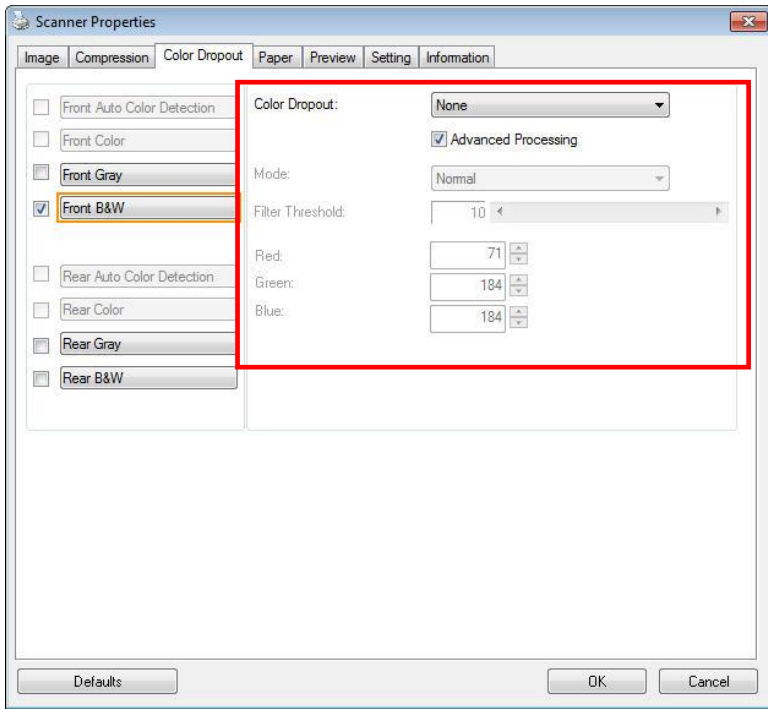 Scanner Properties
Image Compression Color Dropout Paper Preview Setting Information
Front Auto Color Detection
Front Color
Front Gray
Front B&W
Rear Auto Color Detection
Rear Color
Rear Gray
Rear B&W
Color Dropout: None
Advanced Processing
Mode: Normal
Filter Threshold: 10
Red: 71
Green: 184
Blue: 184
Defaults OK Cancel